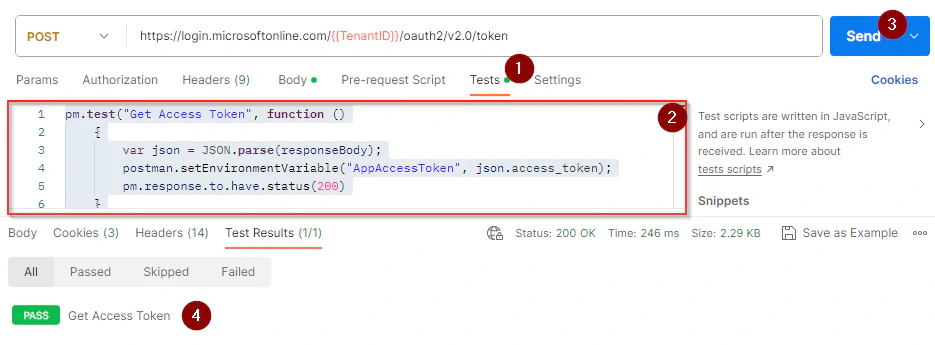 POST https://login.microsoftonline.com/{{TenantID}}/oauth2/v2.0/token Send 3
Params Authorization Headers (9) Body Pre-request Script Tests 1 Settings Cookies
1 pm.test("Get Access Token", function ()
2 {
3 var json = JSON.parse(responseBody);
4 postman.setEnvironmentVariable("AppAccessToken", json.access_token);
5 pm.response.to.have.status(200)
6 }
2
Test scripts are written in JavaScript,
and are run after the response is
received. Learn more about
tests scripts ↗
Snippets
Body Cookies (3) Headers (14) Test Results (1/1) Status: 200 OK Time: 246 ms Size: 2.29 KB Save as Example
All Passed Skipped Failed
PASS Get Access Token 4